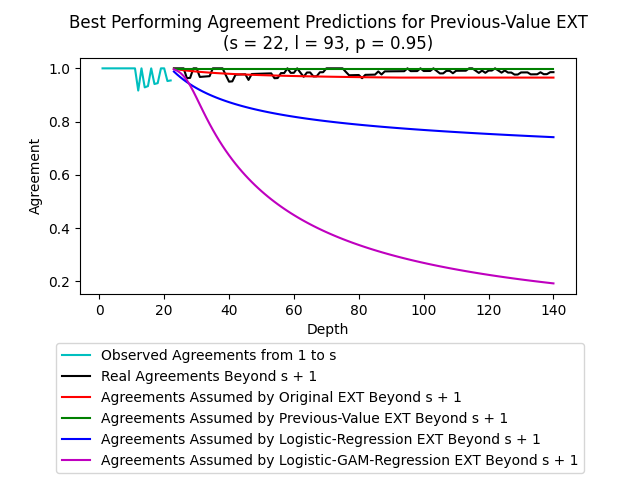 Best Performing Agreement Predictions for Previous-Value EXT
(s = 22, l = 93, p = 0.95)
1.0
0.8
0.6
0.4
0.2
Agreement
0 20 40 60 80 100 120 140
Depth
Observed Agreements from 1 to s
Real Agreements Beyond s + 1
Agreements Assumed by Original EXT Beyond s + 1
Agreements Assumed by Previous-Value EXT Beyond s + 1
Agreements Assumed by Logistic-Regression EXT Beyond s + 1
Agreements Assumed by Logistic-GAM-Regression EXT Beyond s + 1